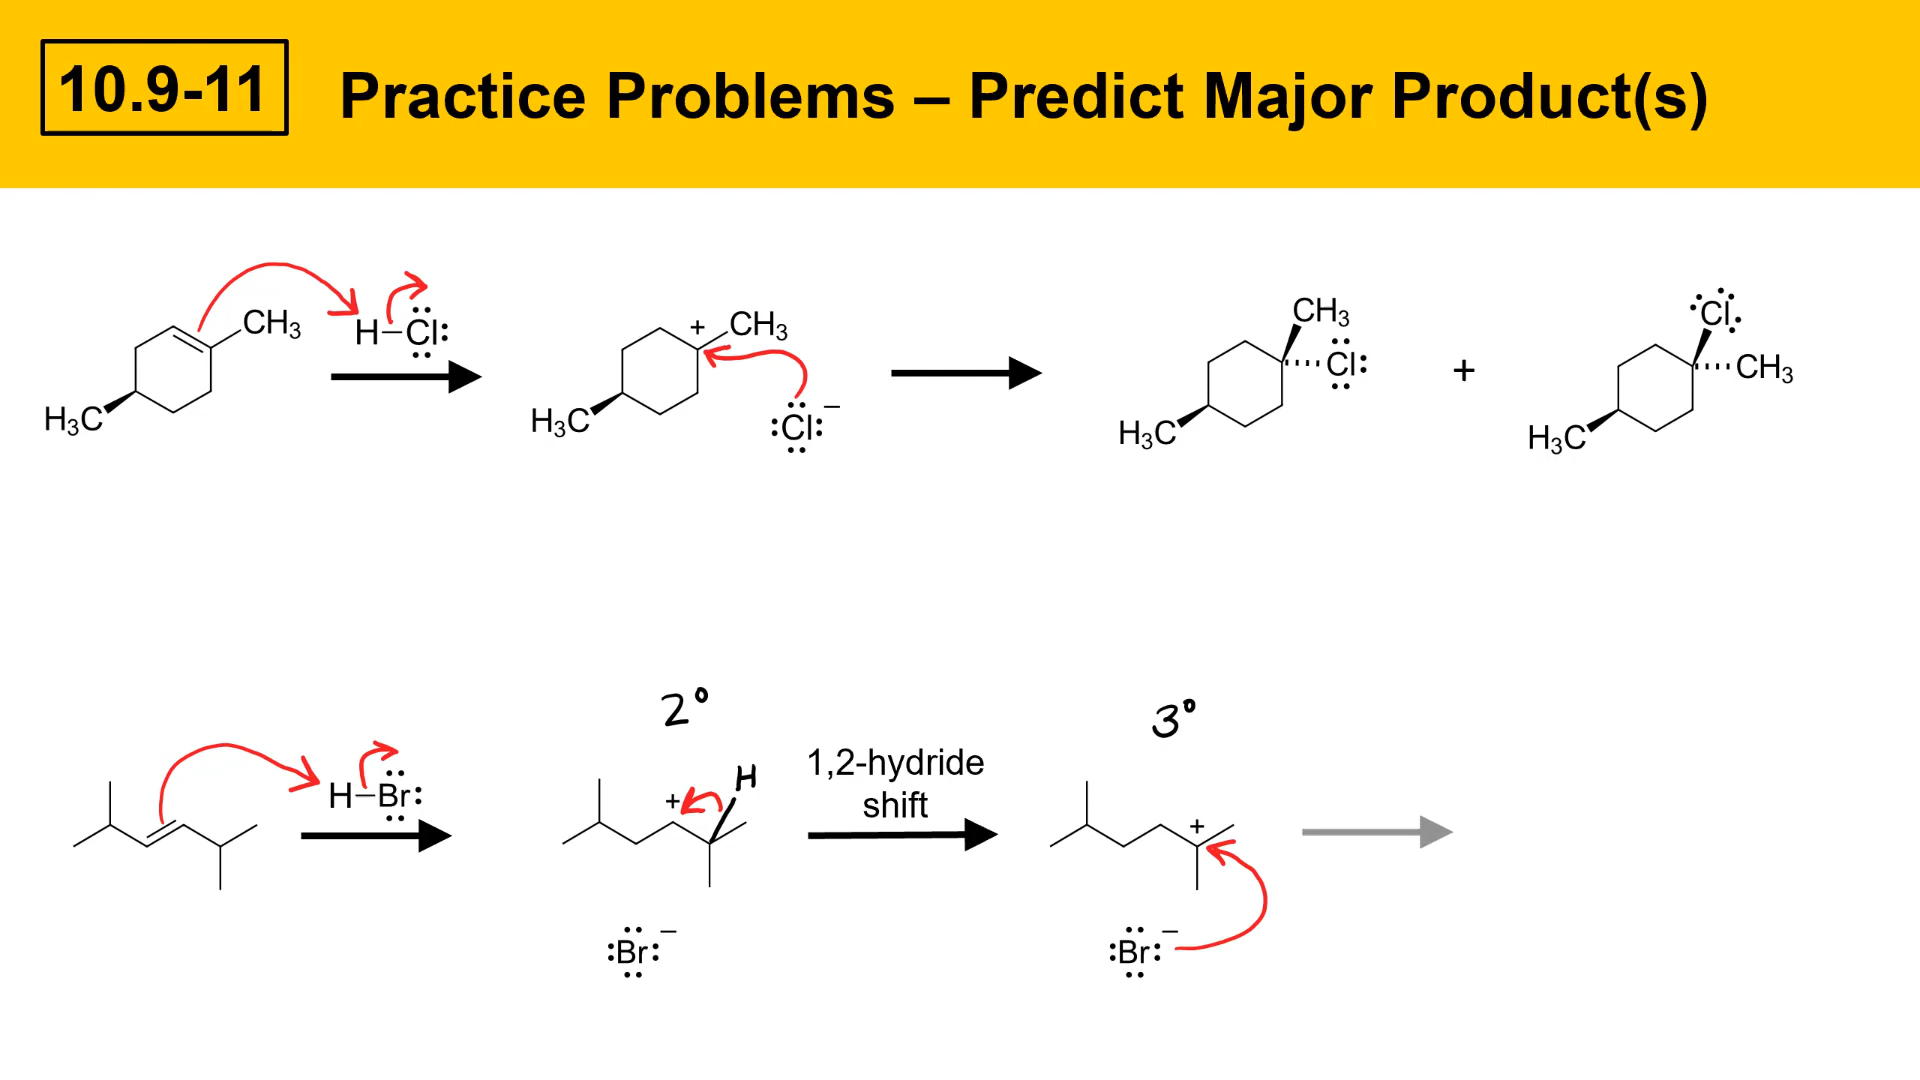 10.9-11
Practice Problems – Predict Major Product(s)
CH₃
H–Cl:
H₃C
+ CH₃
H₃C
:Cl: –
CH₃
Cl:
H₃C
+
Cl
CH₃
H₃C
H–Br:
2°
+
H
:Br: –
1,2-hydride
shift
3°
+
:Br: –